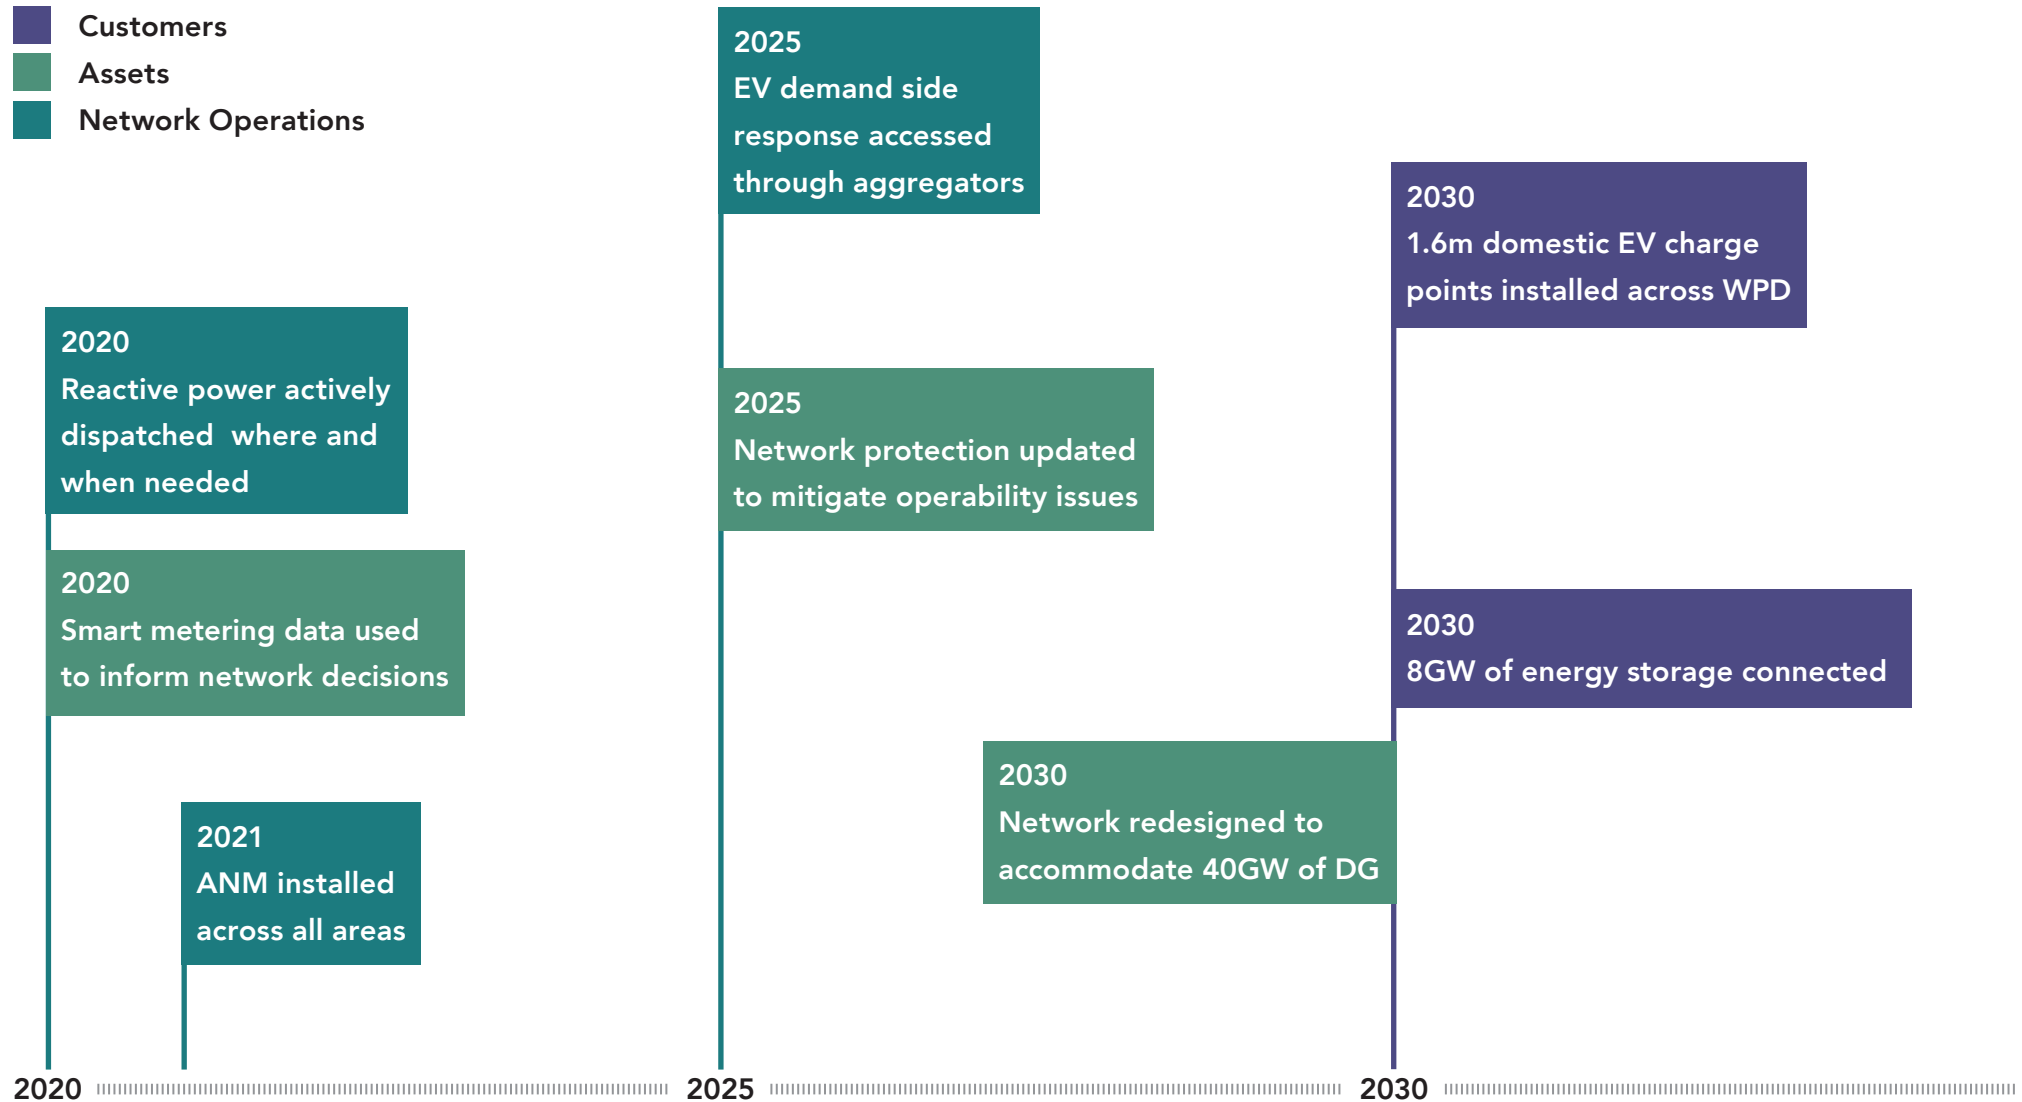 Customers
Assets
Network Operations
2025
EV demand side
response accessed
through aggregators
2030
1.6m domestic EV charge
points installed across WPD
2020
Reactive power actively
dispatched  where and
when needed
2025
Network protection updated
to mitigate operability issues
2020
Smart metering data used
to inform network decisions
2030
8GW of energy storage connected
2030
Network redesigned to
accommodate 40GW of DG
2021
ANM installed
across all areas
2020
2025
2030